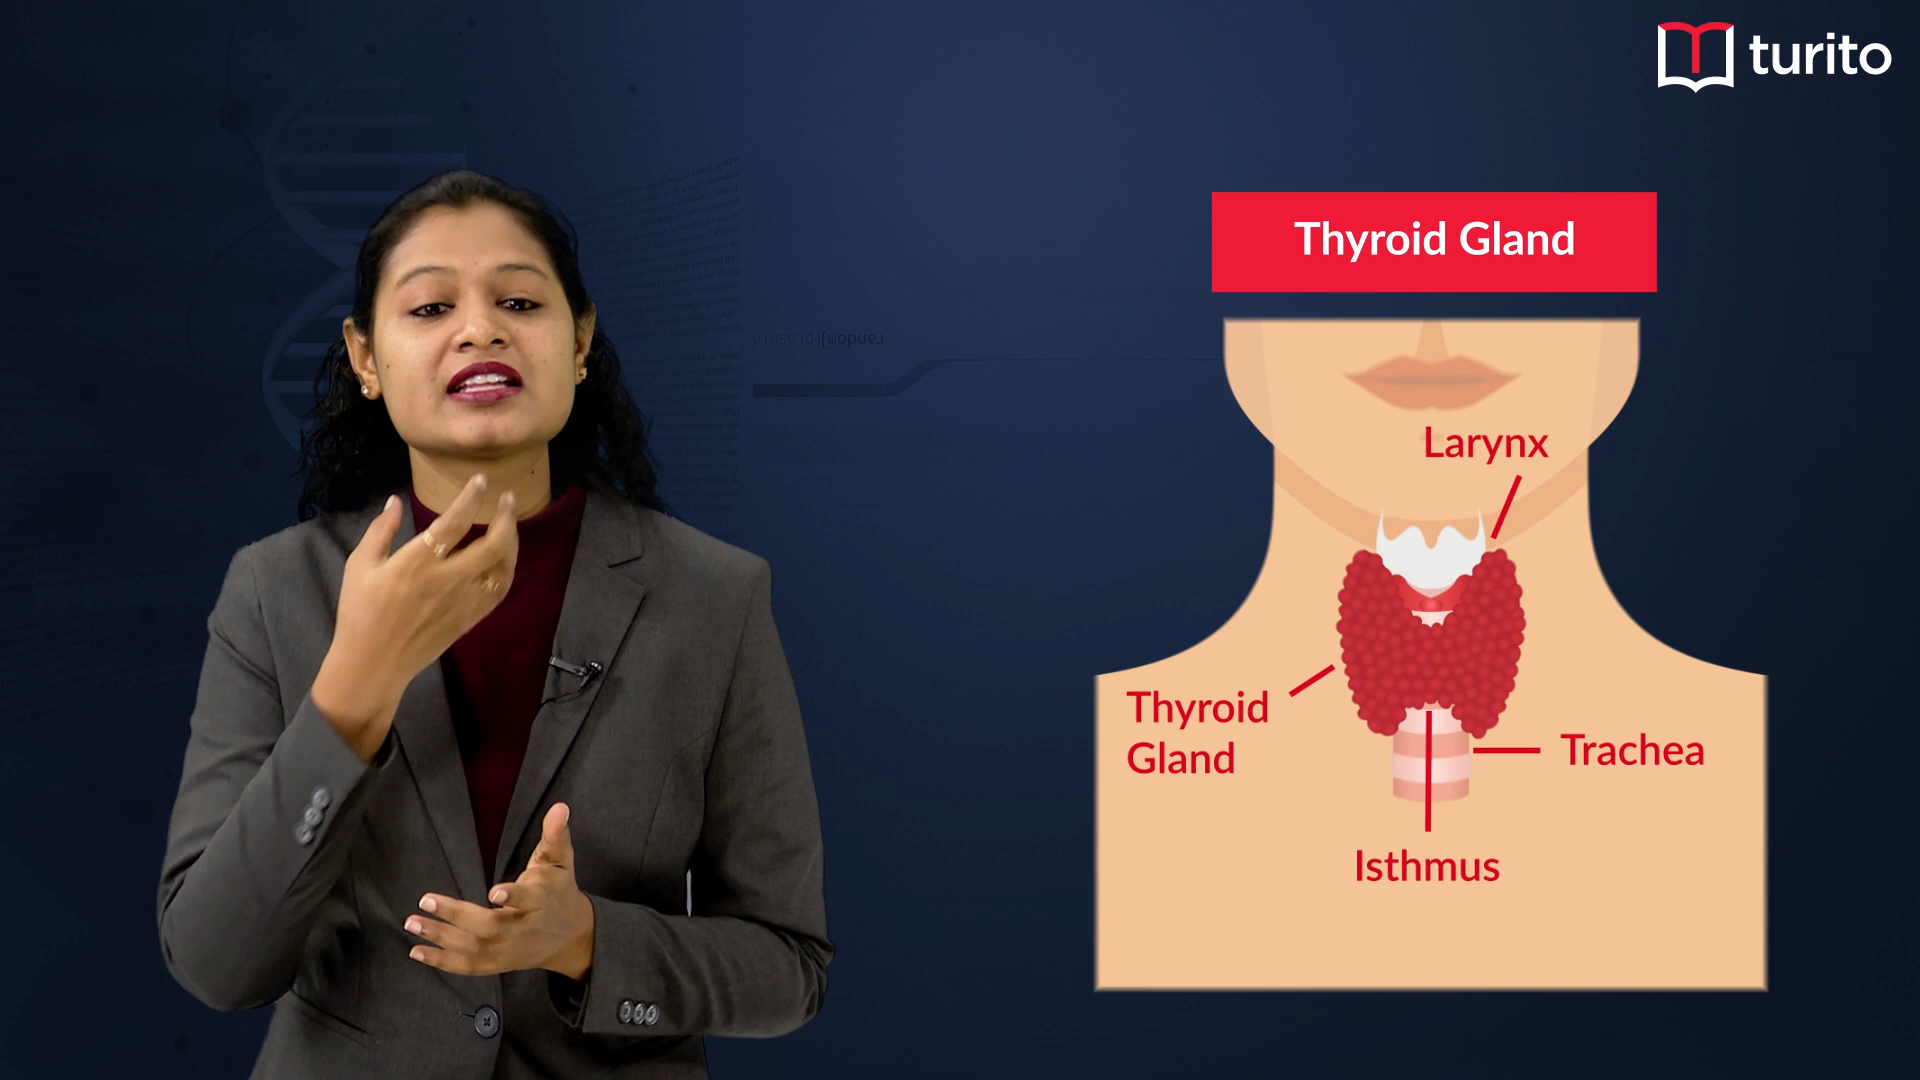 turito
Thyroid Gland
Larynx
Thyroid
Gland
Trachea
Isthmus